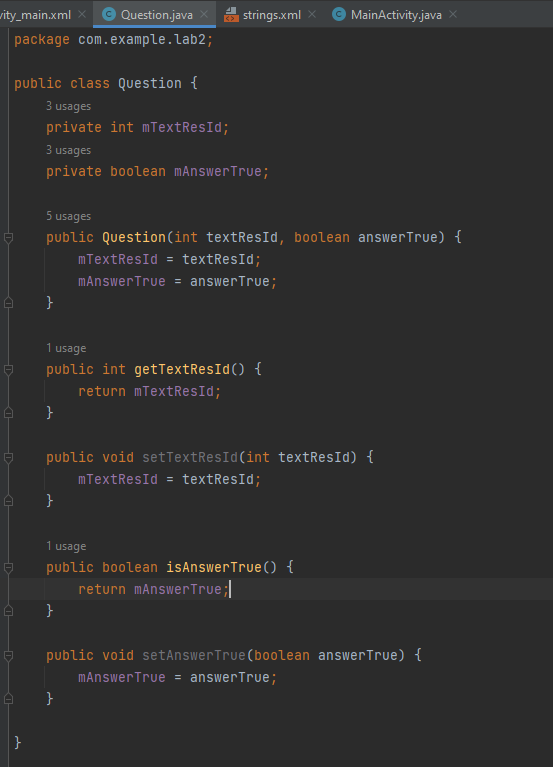 ity_main.xml Question.java strings.xml MainActivity.java
package com.example.lab2;
public class Question {
3 usages
private int mTextResId;
3 usages
private boolean mAnswerTrue;
5 usages
public Question(int textResId, boolean answerTrue) {
mTextResId = textResId;
mAnswerTrue = answerTrue;
}
1 usage
public int getTextResId() {
return mTextResId;
}
public void setTextResId(int textResId) {
mTextResId = textResId;
}
1 usage
public boolean isAnswerTrue() {
return mAnswerTrue;
}
public void setAnswerTrue(boolean answerTrue) {
mAnswerTrue = answerTrue;
}
}